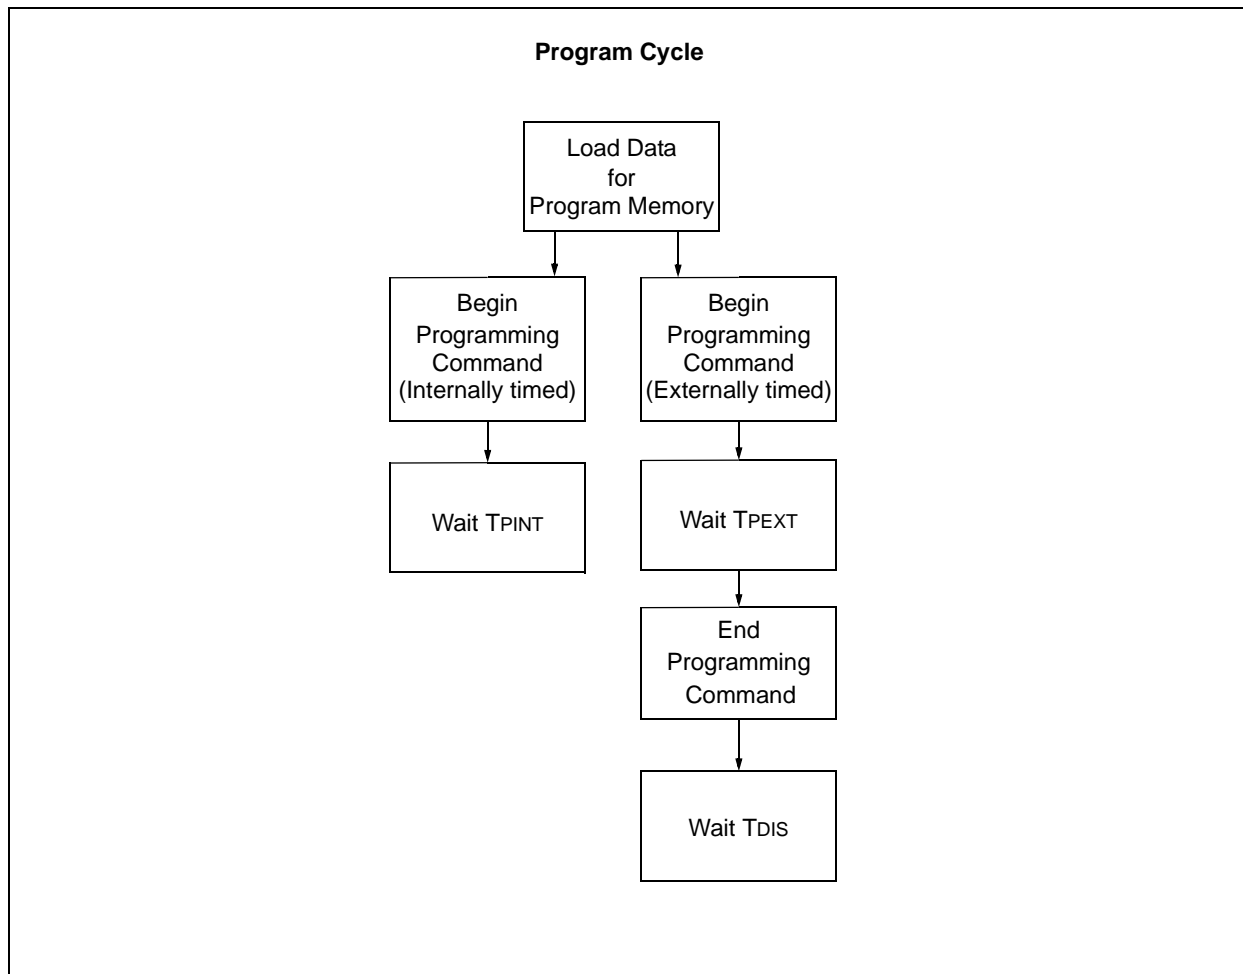 Program Cycle
Load Data
for
Program Memory
Begin
Programming
Command
(Internally timed)
Begin
Programming
Command
(Externally timed)
Wait TPINT
Wait TPEXT
End
Programming
Command
Wait TDIS